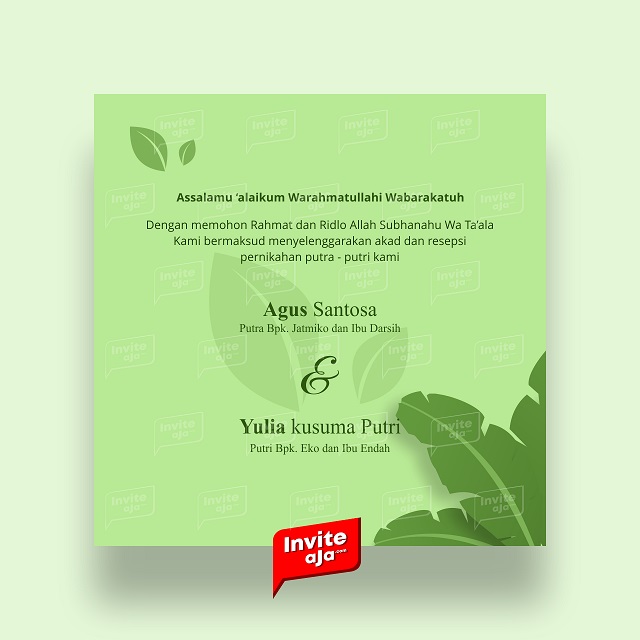 Assalamu 'alaikum Warahmatullahi Wabarakatuh
Dengan memohon Rahmat dan Ridlo Allah Subhanahu Wa Ta'ala
Kami bermaksud menyelenggarakan akad dan resepsi
pernikahan putra - putri kami
Agus Santosa
Putra Bpk. Jatmiko dan Ibu Darsih
&
Yulia kusuma Putri
Putri Bpk. Eko dan Ibu Endah
Invite
aja.com